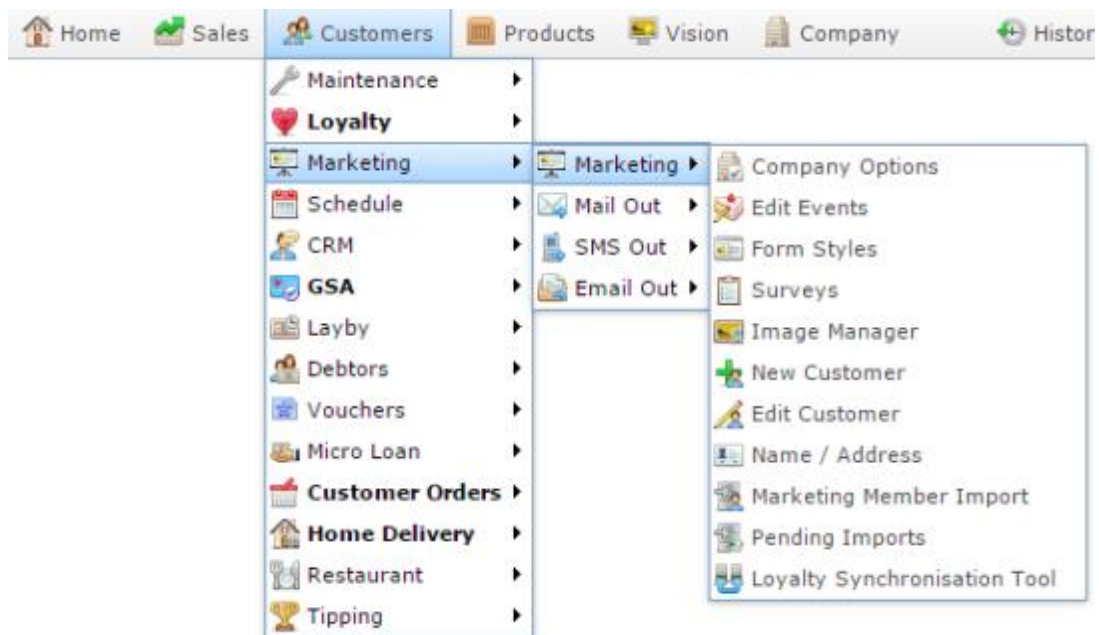 Home Sales Customers Products Vision Company Histor
Maintenance
Loyalty
Marketing
Schedule
CRM
GSA
Layby
Debtors
Vouchers
Micro Loan
Customer Orders
Home Delivery
Restaurant
Tipping
Marketing
Mail Out
SMS Out
Email Out
Company Options
Edit Events
Form Styles
Surveys
Image Manager
New Customer
Edit Customer
Name / Address
Marketing Member Import
Pending Imports
Loyalty Synchronisation Tool